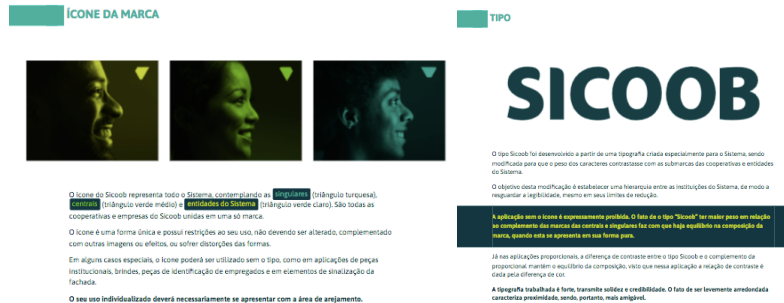 ÍCONE DA MARCA
O ícone do Sicoob representa todo o Sistema, contemplando as singulares (triângulo turquesa),
centrais (triângulo verde médio) e entidades do Sistema (triângulo verde claro). São todas as
cooperativas e empresas do Sicoob unidas em uma só marca.
O ícone é uma forma única e possui restrições ao seu uso, não devendo ser alterado, complementado
com outras imagens ou efeitos, ou sofrer distorções das formas.
Em alguns casos especiais, o ícone poderá ser utilizado sem o tipo, como em aplicações de peças
institucionais, brindes, peças de identificação de empregados e em elementos de sinalização da
fachada.
O seu uso individualizado deverá necessariamente se apresentar com a área de arejamento.
TIPO
SICOOB
O tipo Sicoob foi desenvolvido a partir de uma tipografia criada especialmente para o Sistema, sendo
modificada para que o peso das caracteres contrastasse com as submarcas das cooperativas e entidades
do Sistema.
O objetivo desta modificação é estabelecer uma hierarquia entre as instituições do Sistema, de modo a
resguardar a legibilidade, mesmo em seus limites de redução.
A aplicação sem o ícone é expressamente proibida. O fato de o tipo "Sicoob" ter maior peso em relação
ao complemento das marcas das centrais e singulares faz com que haja equilíbrio na composição da
marca, quando esta se apresenta em sua forma pura.
Já nas aplicações proporcionais, a diferença de contraste entre o tipo Sicoob e o complemento da
proporcional mantém o equilíbrio da composição, visto que nessa aplicação a relação de contraste é
dada pela diferença de cor.
A tipografia trabalhada é forte, transmite solidez e credibilidade. O fato de ser levemente arredondada
caracteriza proximidade, sendo, portanto, mais amigável.